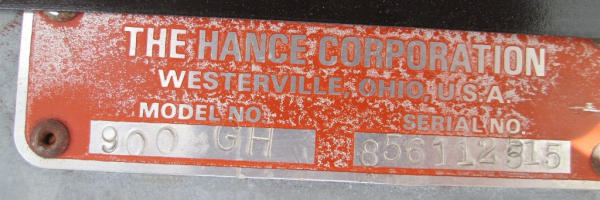 THE HANCE CORPORATION
WESTERVILLE, OHIO, U.S.A.
MODEL NO. SERIAL NO.
900 GH 856112815